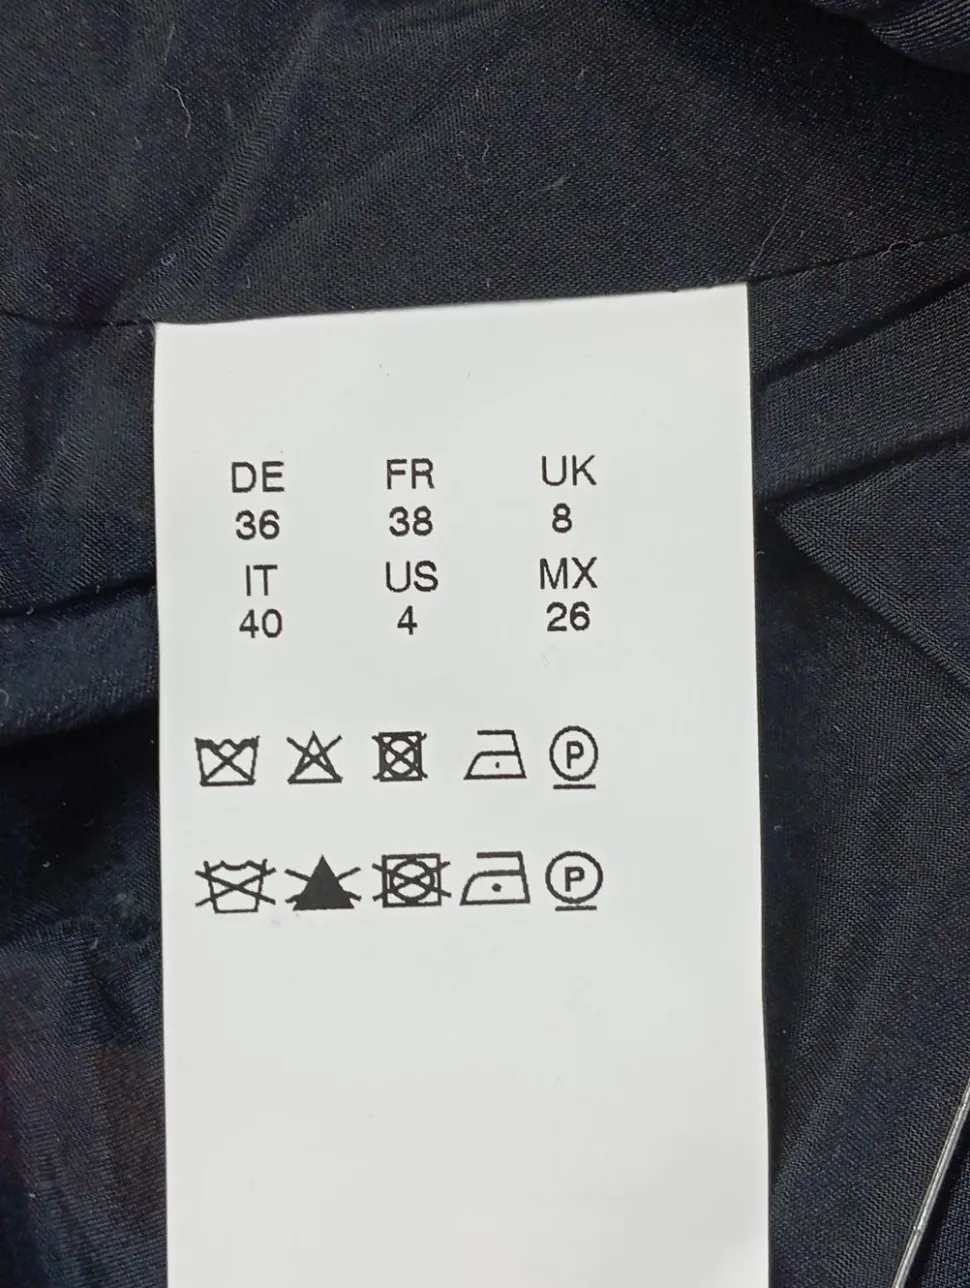 DE FR UK
36 38 8
IT US MX
40 4 26
P
P